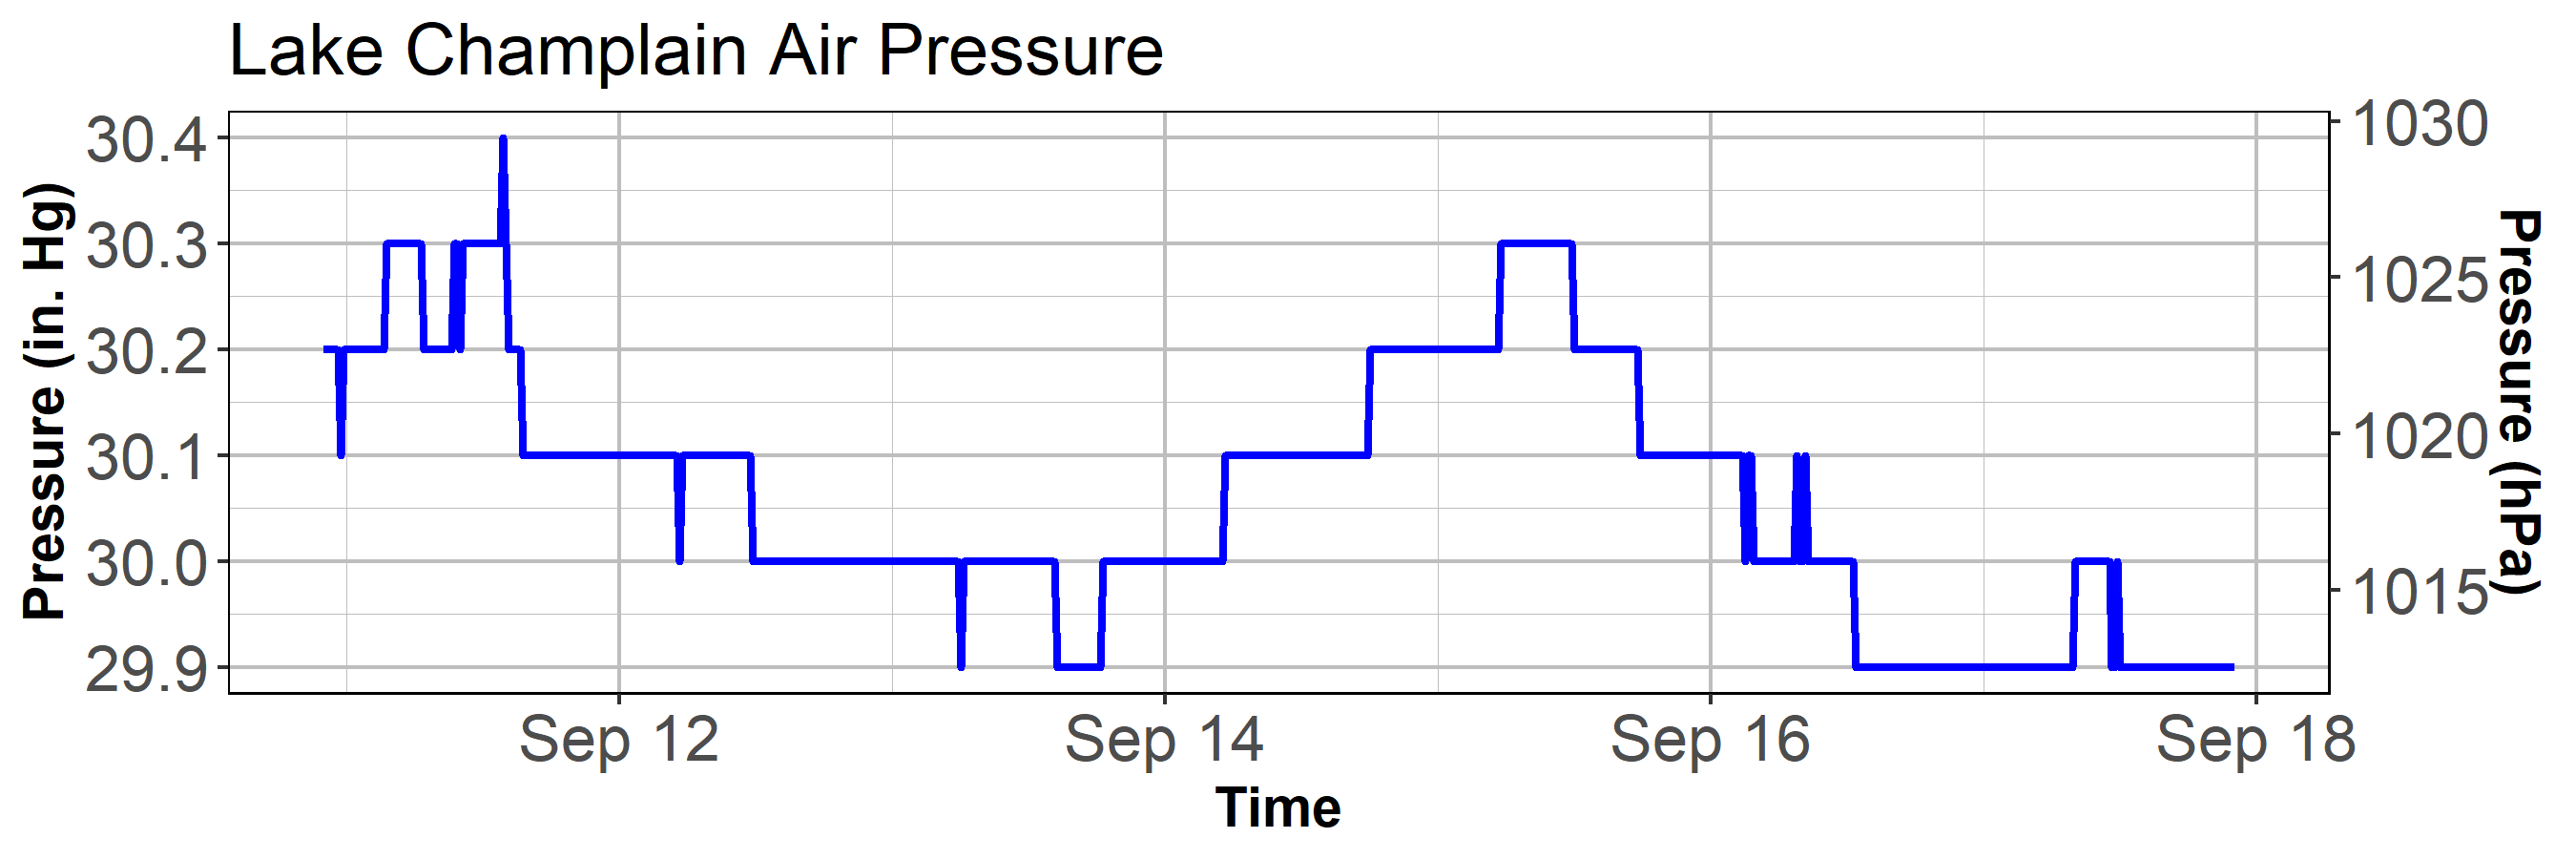 Lake Champlain Air Pressure
30.4
30.3
30.2
30.1
30.0
29.9
Pressure (in. Hg)
1030
1025
1020
1015
Pressure (hPa)
Sep 12
Sep 14
Sep 16
Sep 18
Time